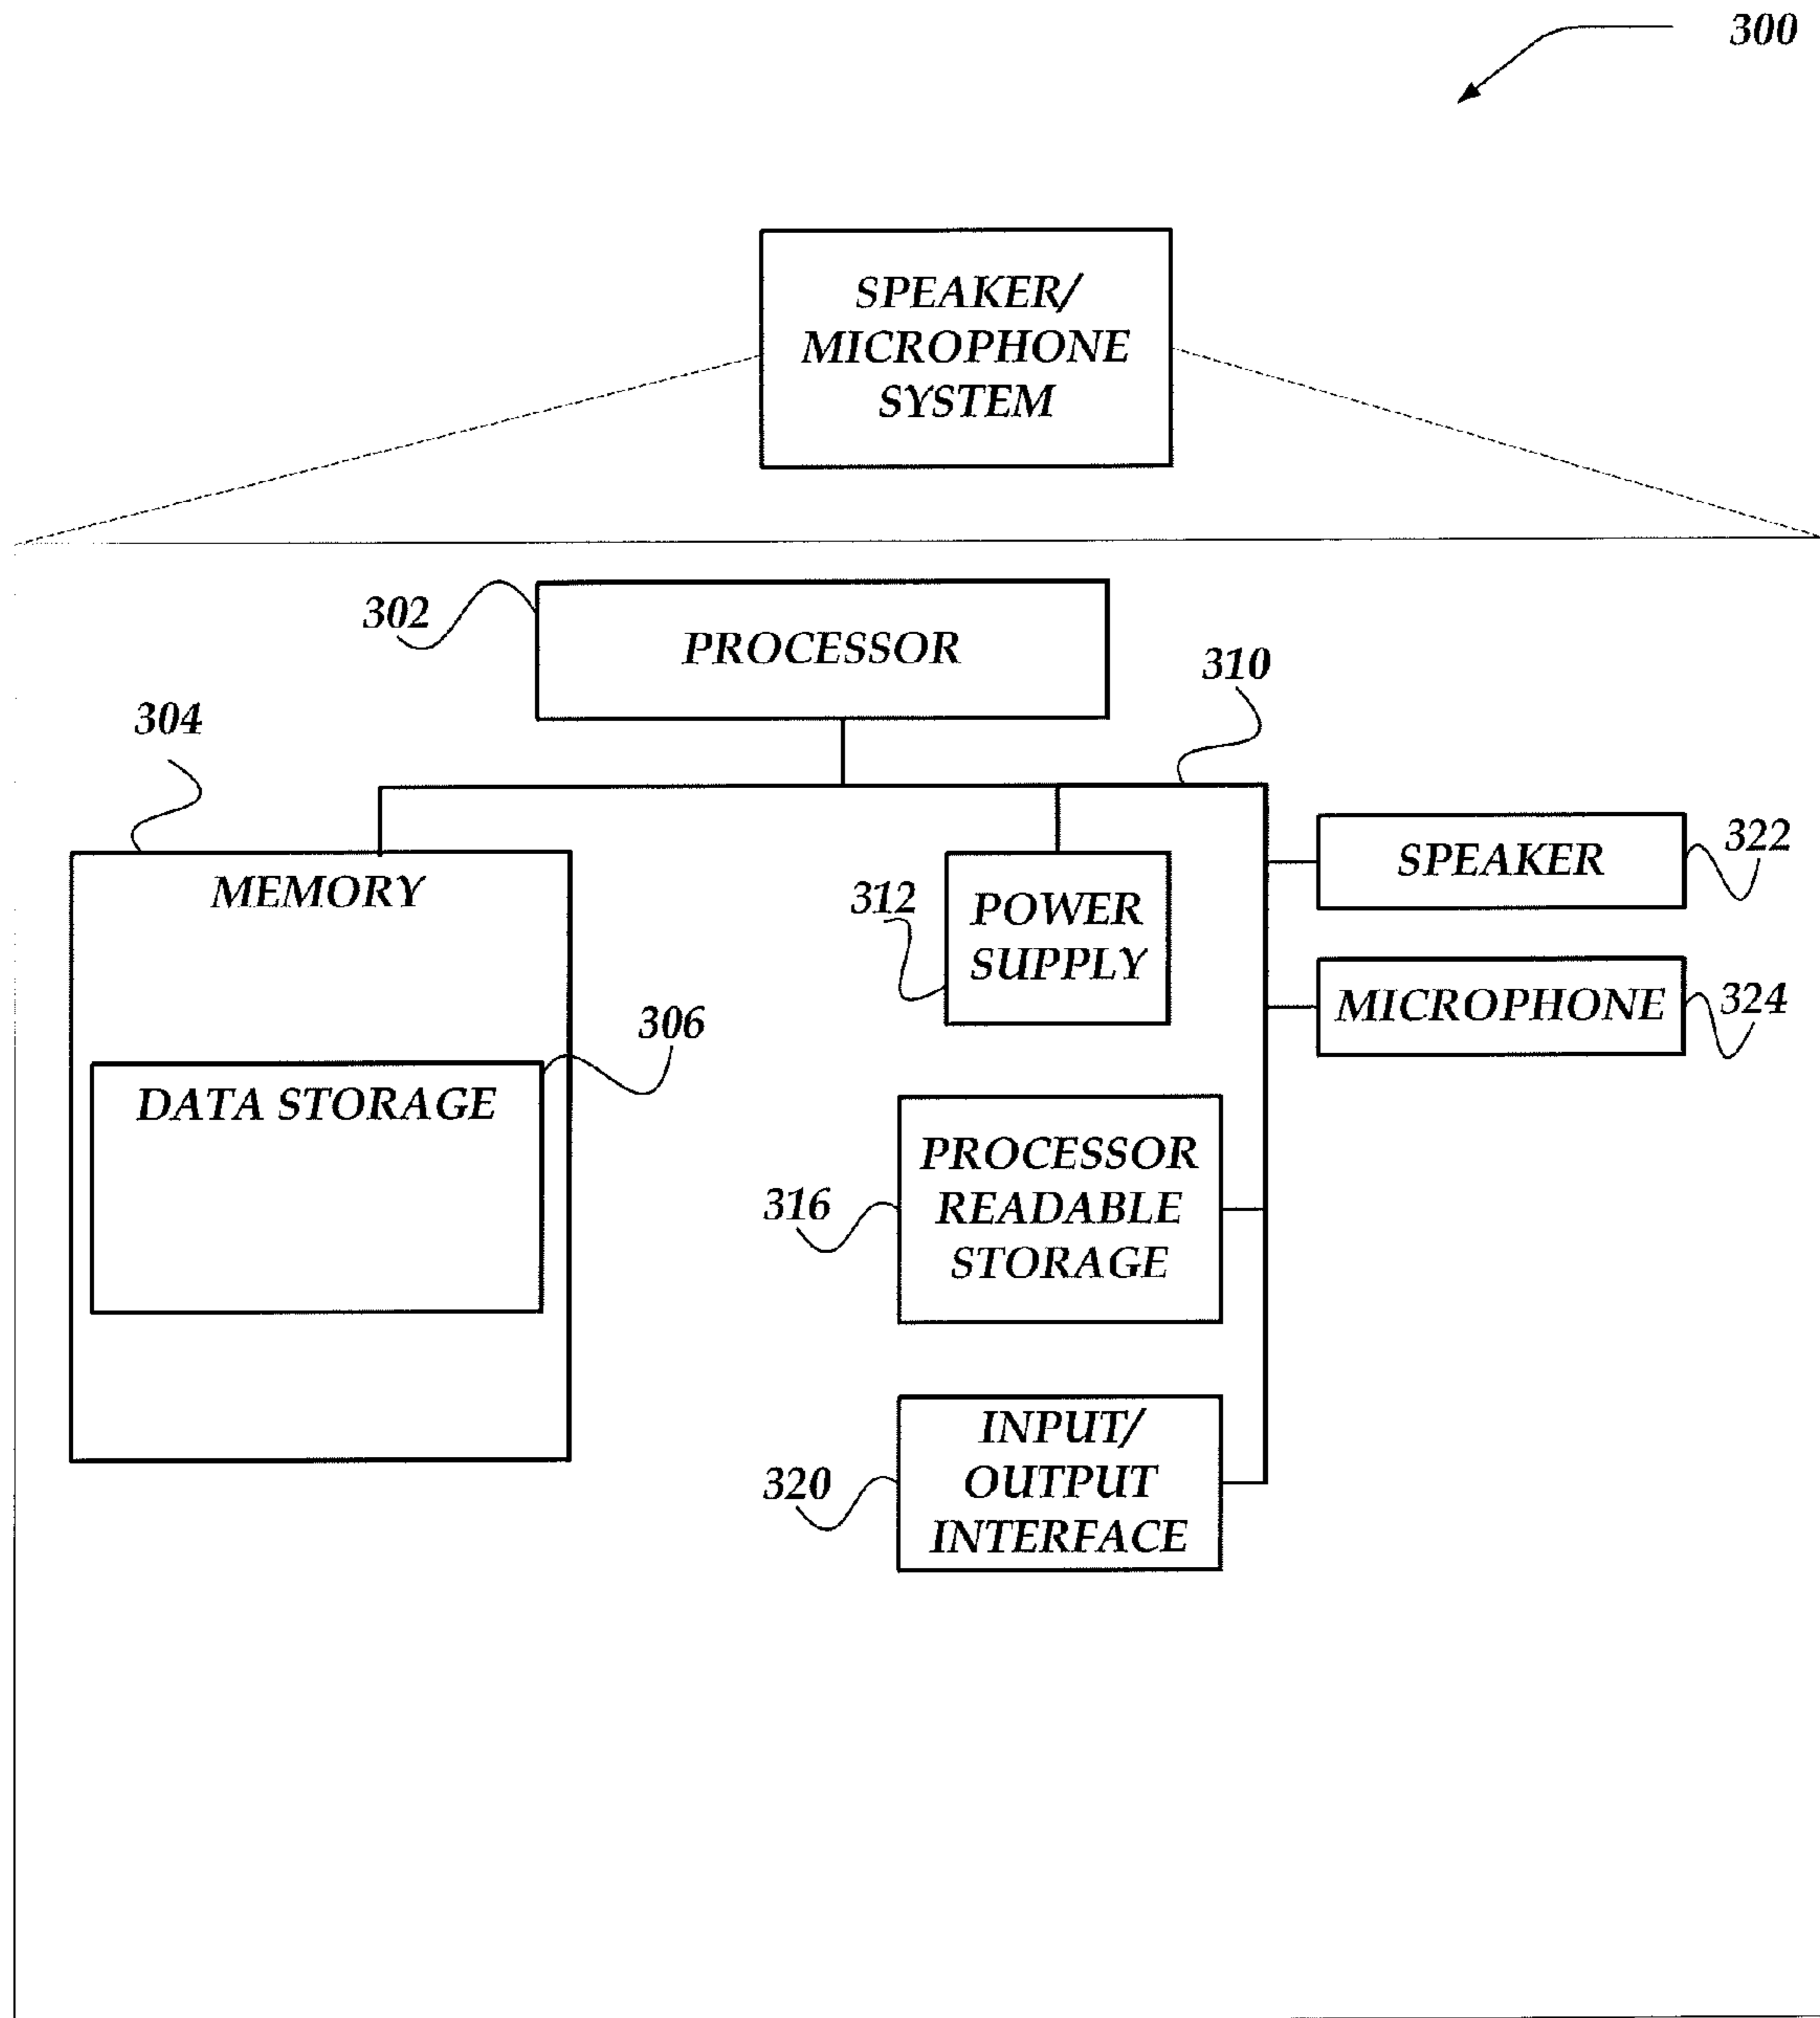 300
SPEAKER/
MICROPHONE
SYSTEM
302
PROCESSOR
310
304
MEMORY
312
POWER
SUPPLY
SPEAKER
322
MICROPHONE
324
306
DATA STORAGE
316
PROCESSOR
READABLE
STORAGE
320
INPUT/
OUTPUT
INTERFACE